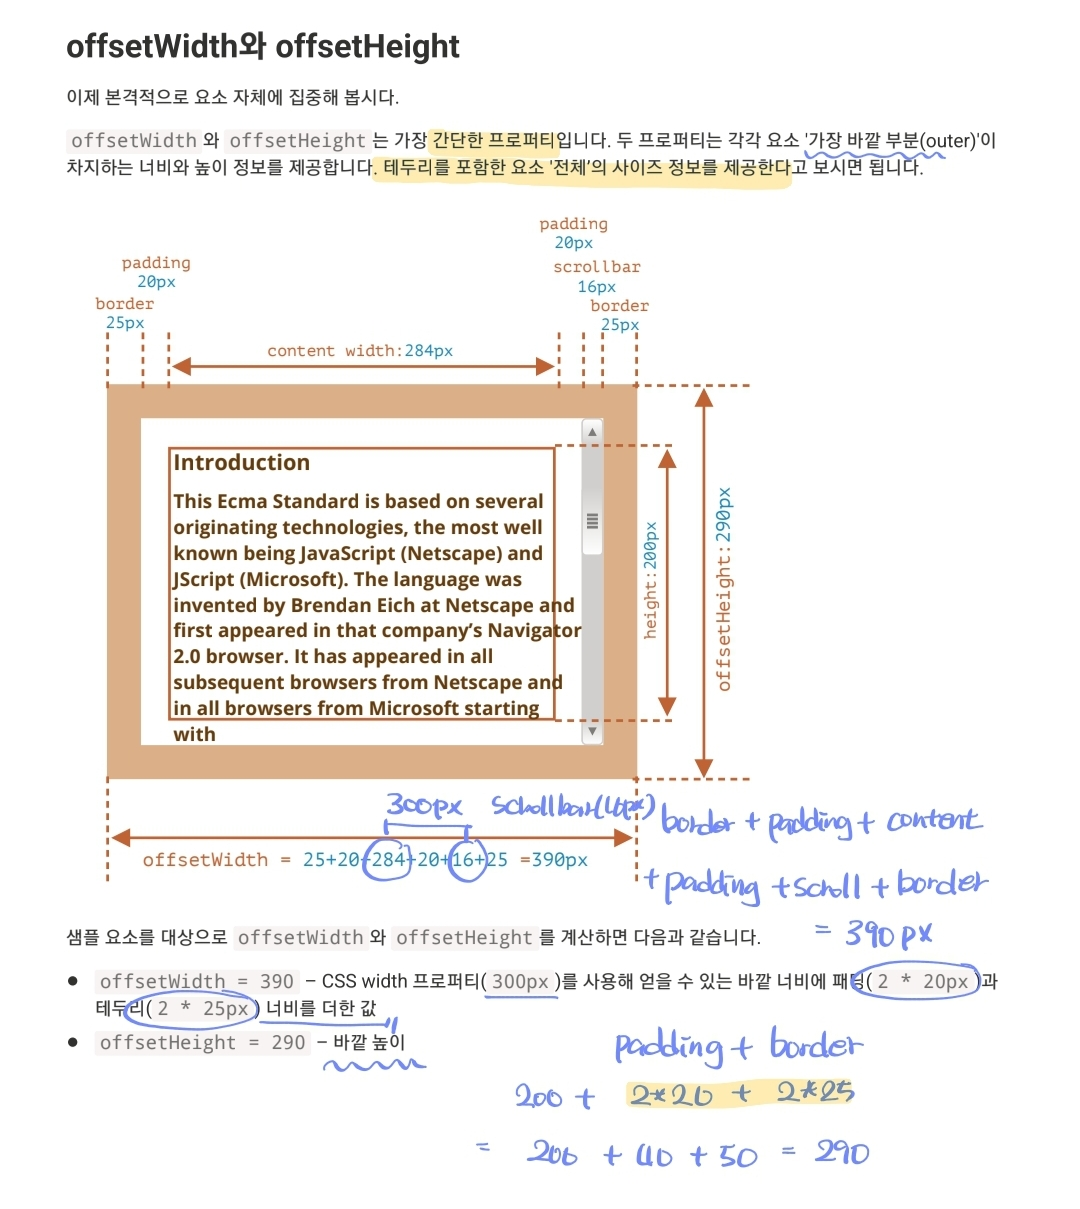 offsetWidth와 offsetHeight
이제 본격적으로 요소 자체에 집중해 봅시다.
offsetWidth 와 offsetHeight 는 가장 간단한 프로퍼티입니다. 두 프로퍼티는 각각 요소 '가장 바깥 부분(outer)'이
차지하는 너비와 높이 정보를 제공합니다. 테두리를 포함한 요소 '전체'의 사이즈 정보를 제공한다고 보시면 됩니다.
padding
20px
scrollbar
16px
border
25px
padding
20px
border
25px
content width:284px
Introduction
This Ecma Standard is based on several
originating technologies, the most well
known being JavaScript (Netscape) and
JScript (Microsoft). The language was
invented by Brendan Eich at Netscape and
first appeared in that company's Navigator
2.0 browser. It has appeared in all
subsequent browsers from Netscape and
in all browsers from Microsoft starting
with
height:200px
offsetHeight:290px
300px scrollbar(16px)
border + padding + content
offsetWidth = 25+20+284+20+16+25 =390px
+ padding + scroll + border
= 390px
샘플 요소를 대상으로 offsetWidth 와 offsetHeight 를 계산하면 다음과 같습니다.
• offsetWidth = 390 – CSS width 프로퍼티( 300px )를 사용해 얻을 수 있는 바깥 너비에 패딩( 2 * 20px )과
테두리( 2 * 25px ) 너비를 더한 값
• offsetHeight = 290 – 바깥 높이
padding + border
200 + 2*20 + 2*25
= 200 + 40 + 50 = 290